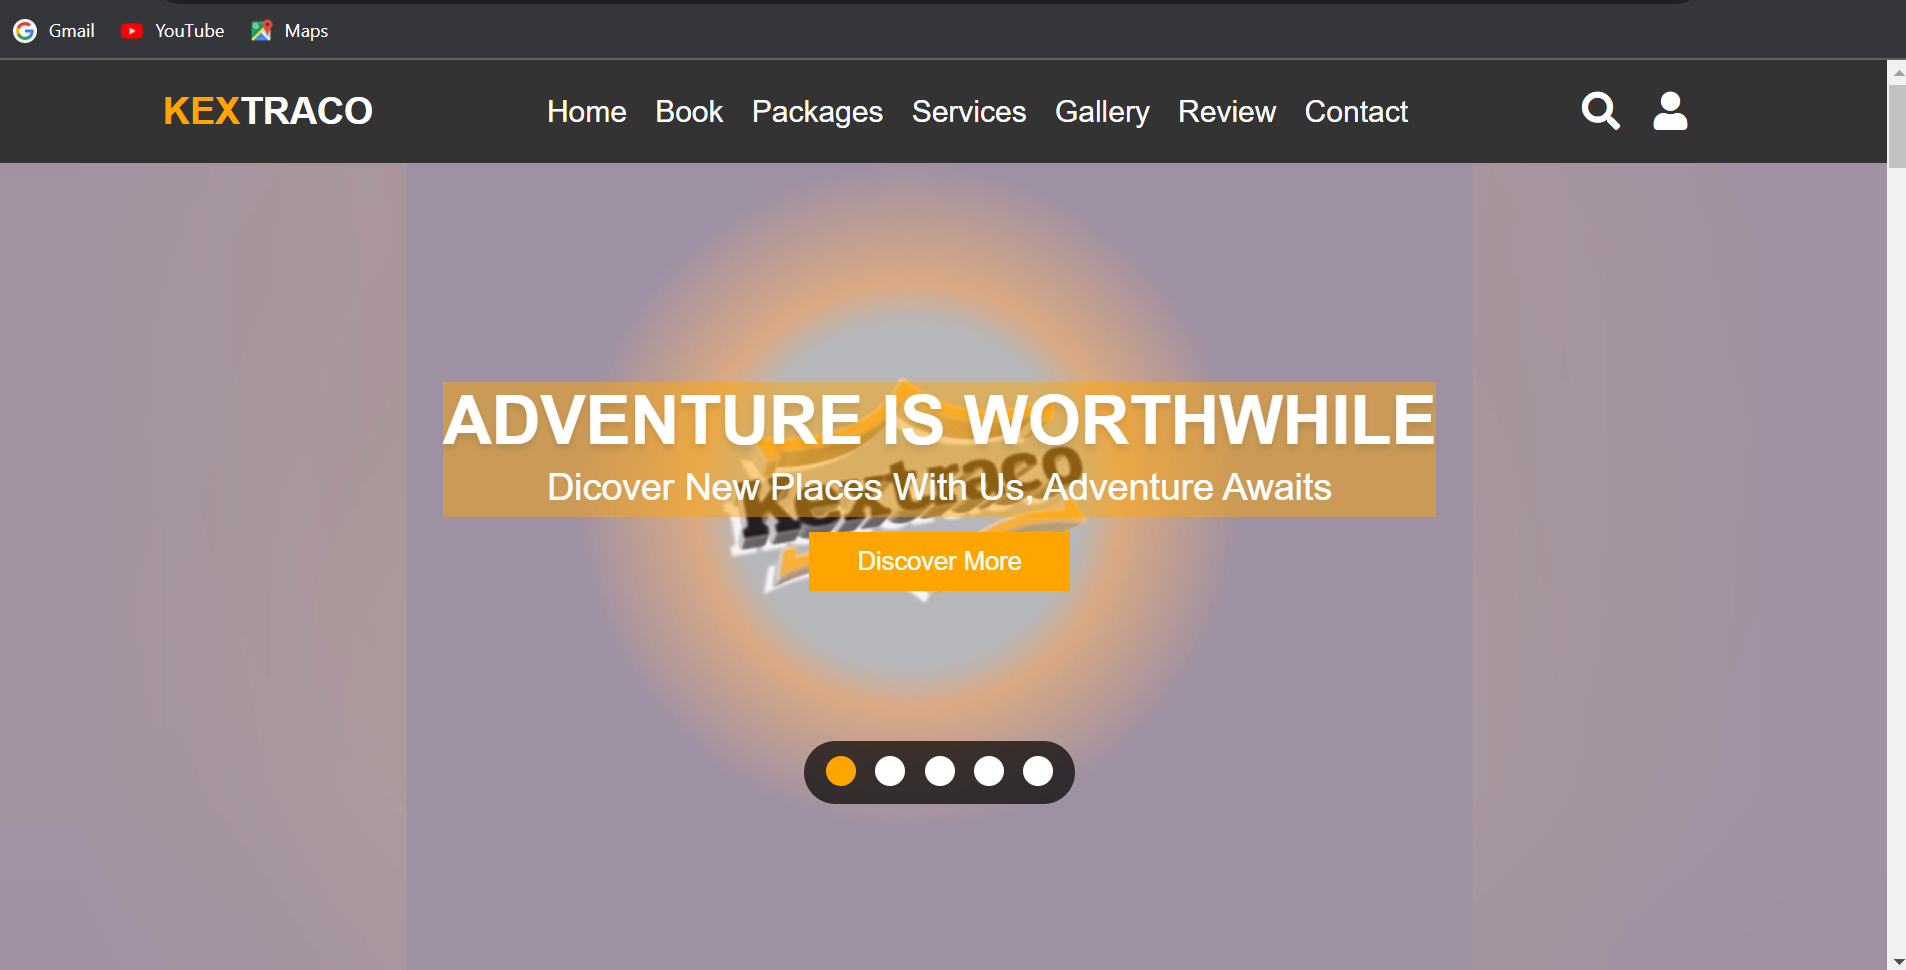 Gmail YouTube Maps
KEXTRACO Home Book Packages Services Gallery Review Contact
ADVENTURE IS WORTHWHILE
Dicover New Places With Us, Adventure Awaits
Kextraco
Discover More